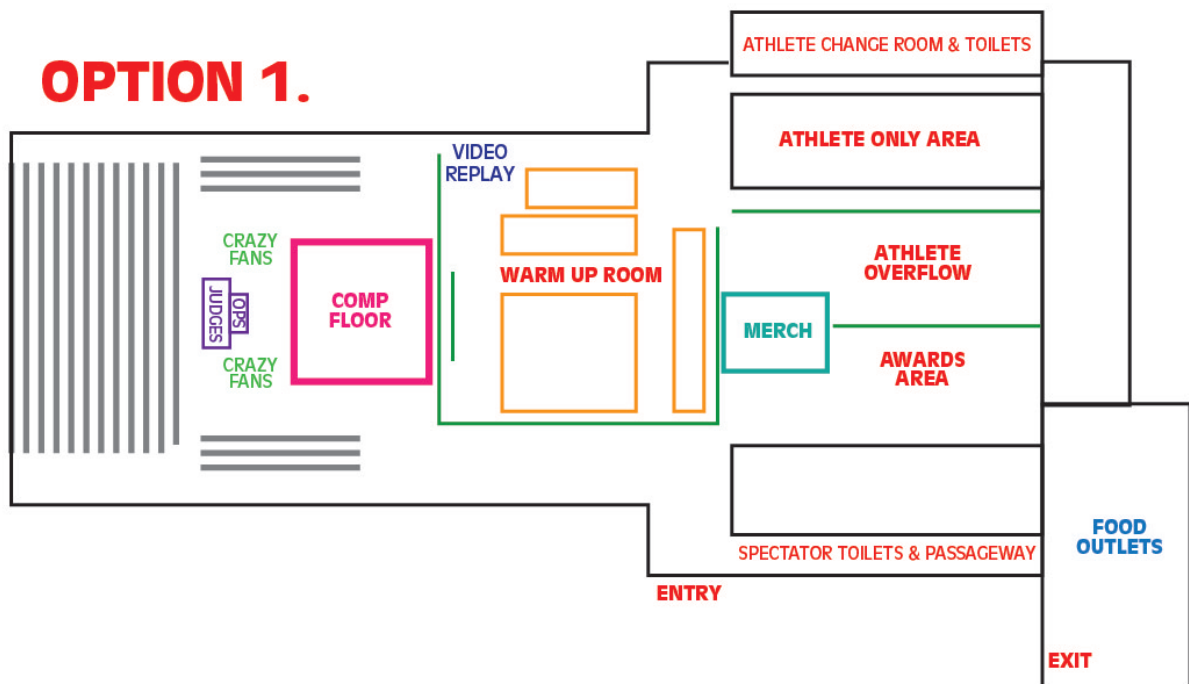 OPTION 1.
ATHLETE CHANGE ROOM & TOILETS
ATHLETE ONLY AREA
VIDEO
REPLAY
CRAZY
FANS
JUDGES
OPS
CRAZY
FANS
COMP
FLOOR
WARM UP ROOM
MERCH
ATHLETE
OVERFLOW
AWARDS
AREA
SPECTATOR TOILETS & PASSAGEWAY
ENTRY
FOOD
OUTLETS
EXIT